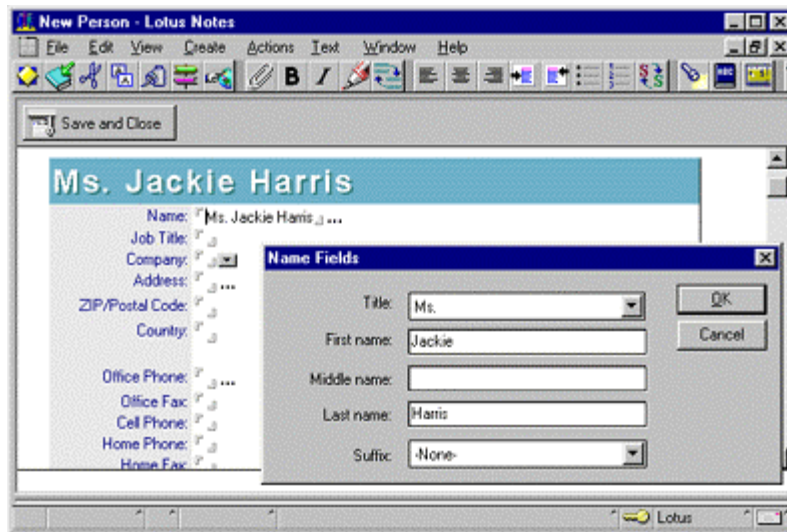 New Person - Lotus Notes
File Edit View Create Actions Text Window Help
Save and Close
Ms. Jackie Harris
Name: Ms. Jackie Harris ...
Job Title:
Company:
Address: ...
ZIP/Postal Code:
Country:
Office Phone: ...
Office Fax:
Cell Phone:
Home Phone:
Home Fax:
Name Fields
Title: Ms.
First name: Jackie
Middle name:
Last name: Harris
Suffix: -None-
OK
Cancel
Lotus